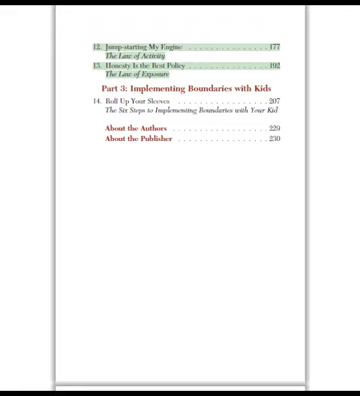 12. Jump-starting My Engine . . . . . . . . . . . . . . . 177
The Law of Activity
13. Honesty Is the Best Policy . . . . . . . . . . . . . . . 192
The Law of Exposure
Part 3: Implementing Boundaries with Kids
14. Roll Up Your Sleeves . . . . . . . . . . . . . . . . . 207
The Six Steps to Implementing Boundaries with Your Kid
About the Authors . . . . . . . . . . . . . . . . . . 229
About the Publisher . . . . . . . . . . . . . . . . . 230